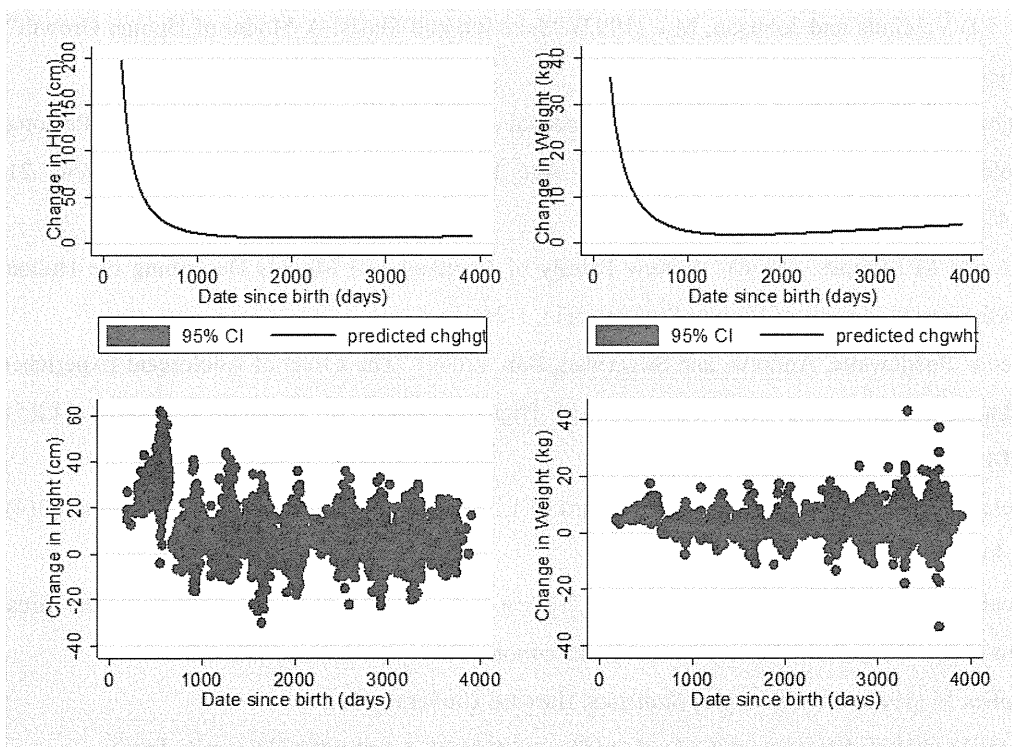 Change in Hight (cm)
0 50 100 150 200
0 1000 2000 3000 4000
Date since birth (days)
95% CI predicted chghgt
Change in Weight (kg)
0 10 20 30 40
0 1000 2000 3000 4000
Date since birth (days)
95% CI predicted chgwht
Change in Hight (cm)
-40 -20 0 20 40 60
0 1000 2000 3000 4000
Date since birth (days)
Change in Weight (kg)
-40 -20 0 20 40
0 1000 2000 3000 4000
Date since birth (days)